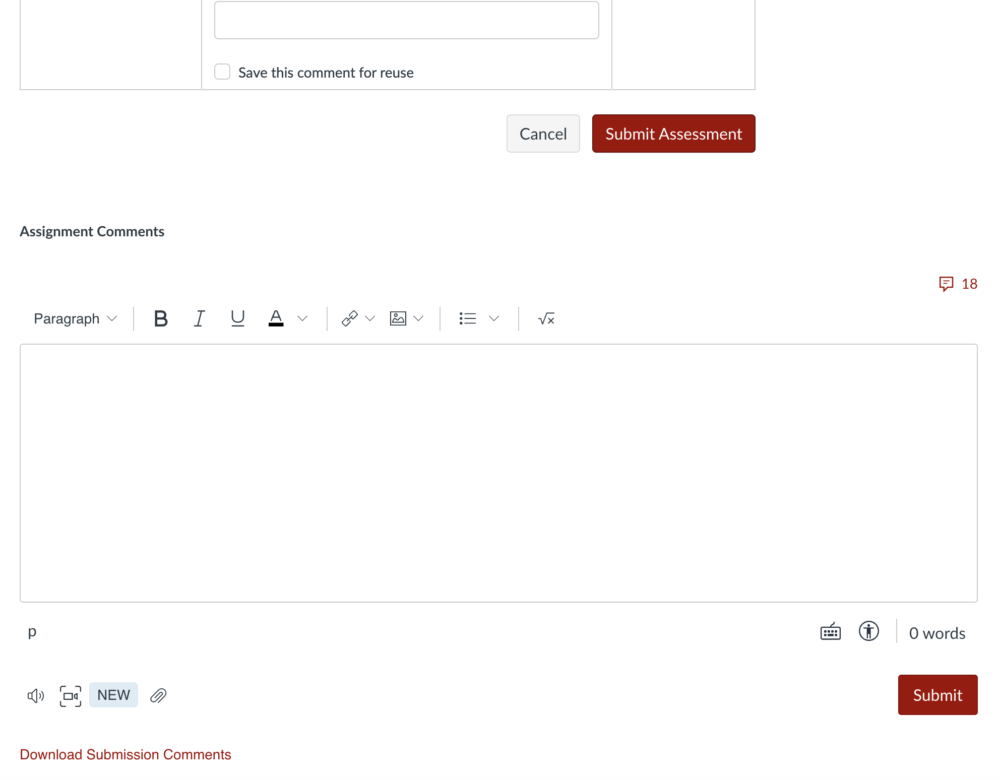 Save this comment for reuse
Cancel
Submit Assessment
Assignment Comments
18
Paragraph
B I U A
√x
p
0 words
NEW
Submit
Download Submission Comments